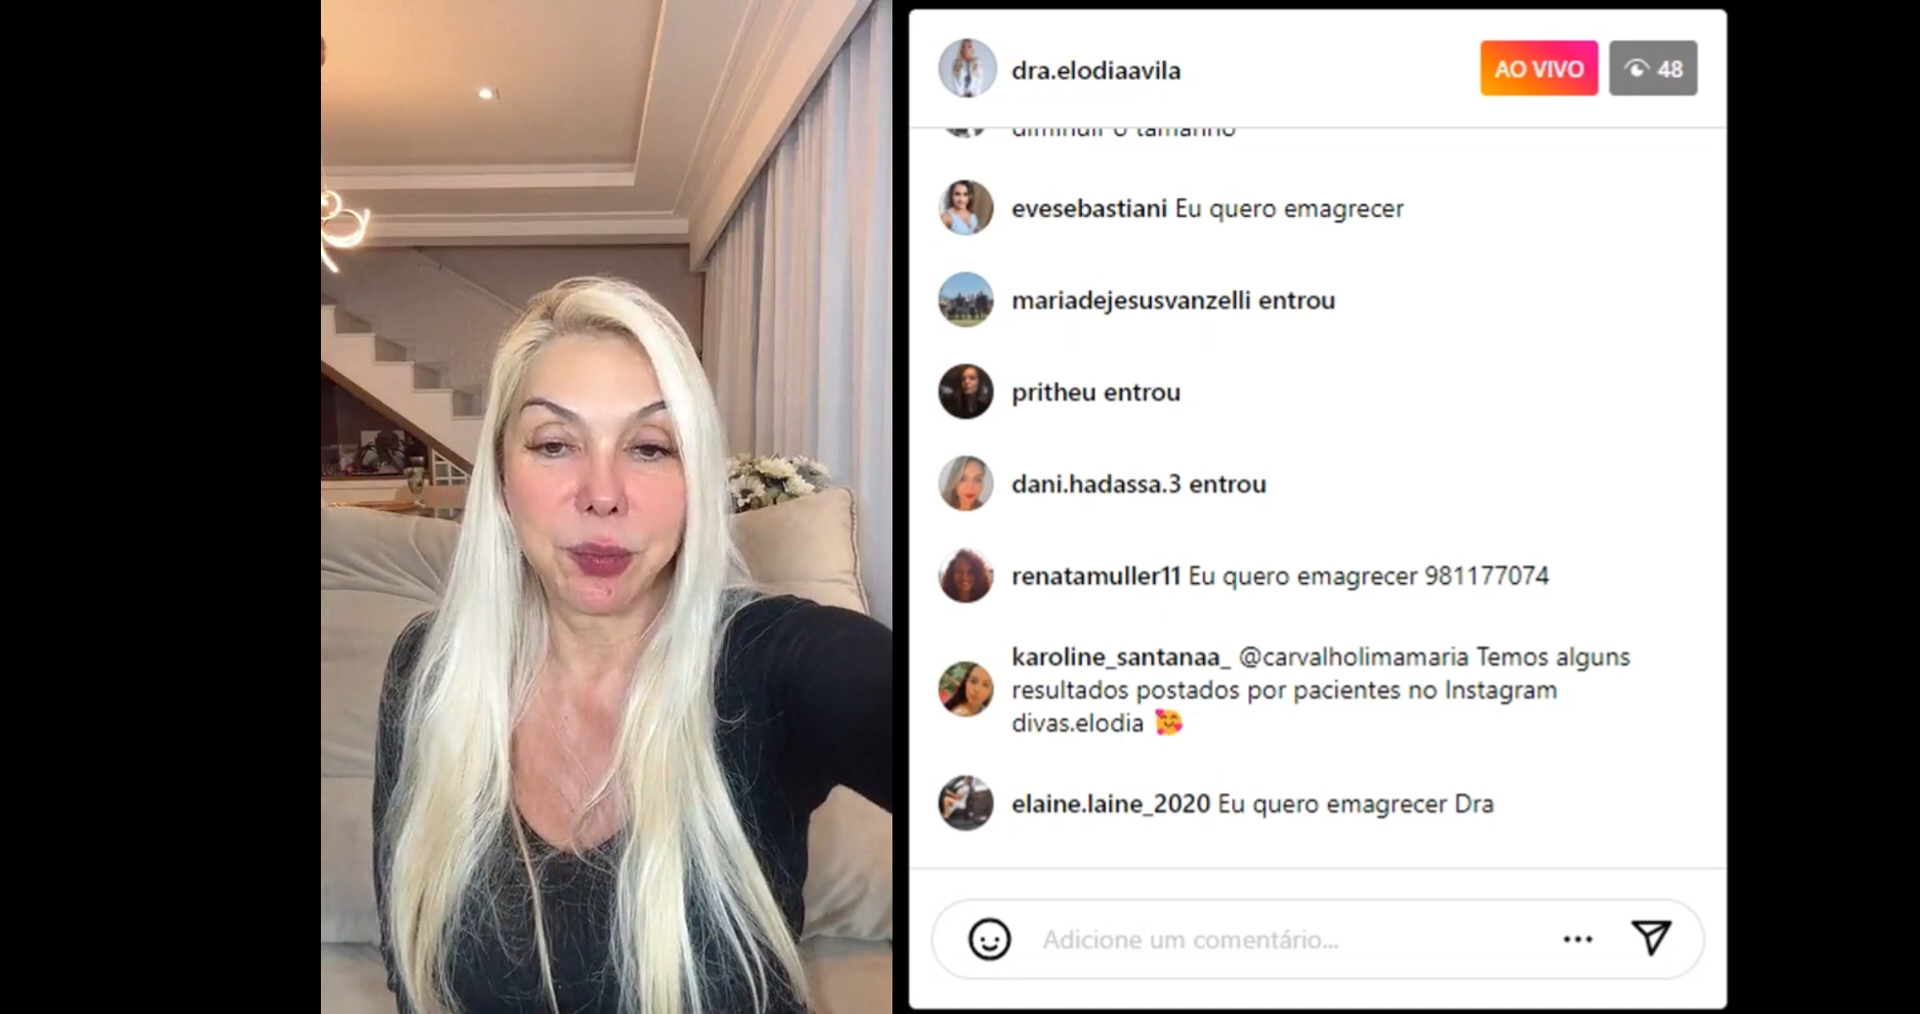 dra.elodiaavila
AO VIVO
48
diminuir o tamanho
evesebastiani Eu quero emagrecer
mariadejesusvanzelli entrou
pritheu entrou
dani.hadassa.3 entrou
renatamuller11 Eu quero emagrecer 981177074
karoline_santanaa_ @carvalholimamaria Temos alguns
resultados postados por pacientes no Instagram
divas.elodia 🥰
elaine.laine_2020 Eu quero emagrecer Dra
Adicione um comentário...